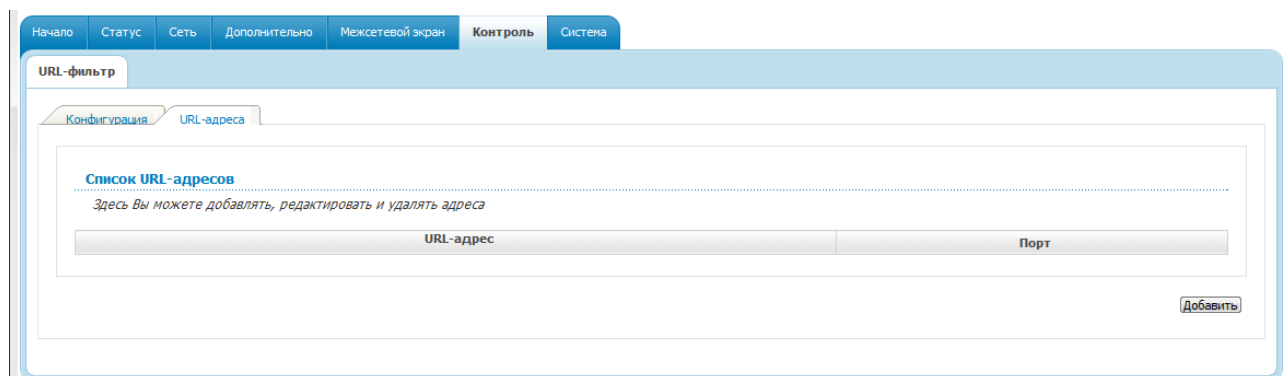 Начало Статус Сеть Дополнительно Межсетевой экран Контроль Система
URL-фильтр
Конфигурация URL-адреса
Список URL-адресов
Здесь Вы можете добавлять, редактировать и удалять адреса
URL-адрес Порт
Добавить